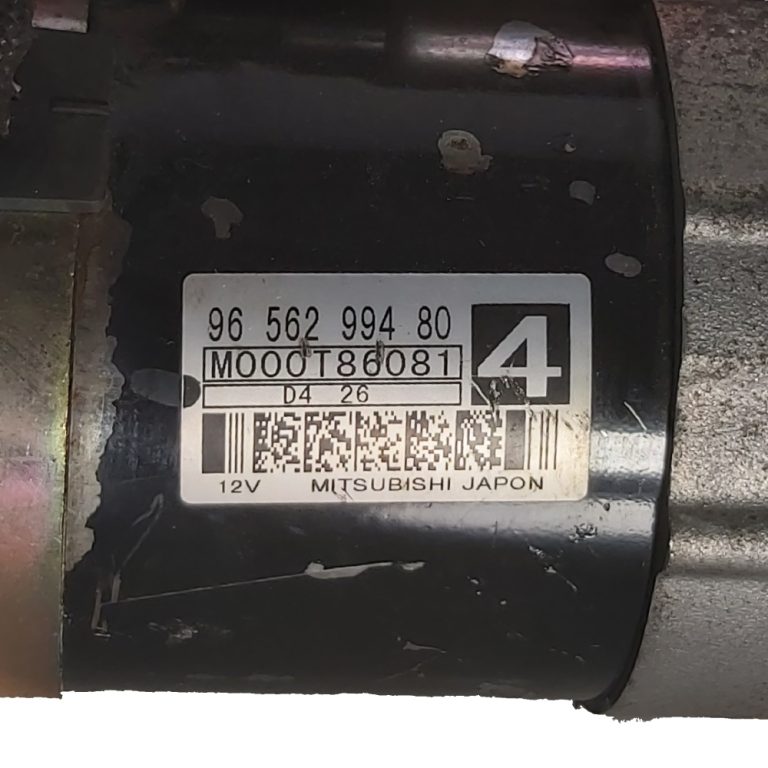 96 562 994 80
M000T86081
4
D4 26
12V MITSUBISHI JAPON